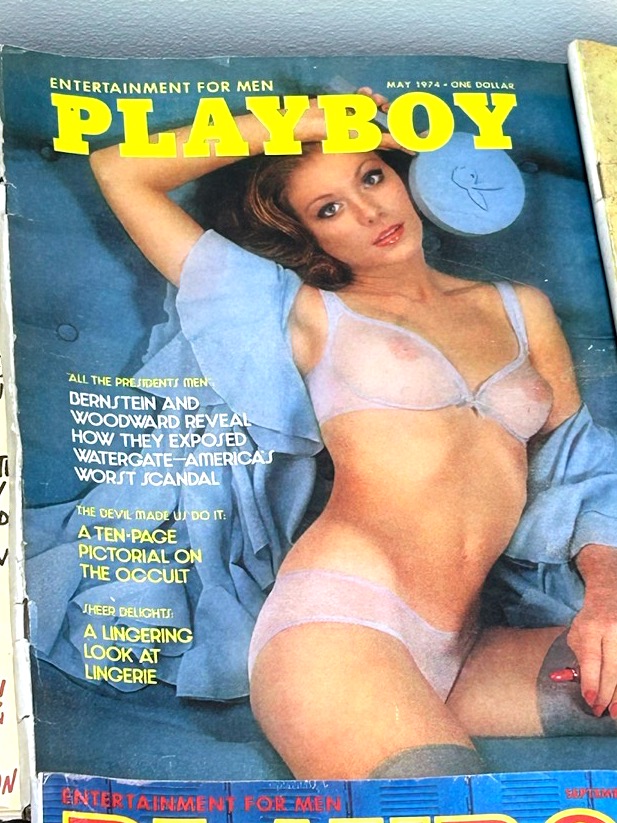 ENTERTAINMENT FOR MEN
MAY 1974 • ONE DOLLAR
PLAYBOY
ALL THE PRESIDENT'S MEN:
BERNSTEIN AND
WOODWARD REVEAL
HOW THEY EXPOSED
WATERGATE—AMERICA'S
WORST SCANDAL
THE DEVIL MADE US DO IT:
A TEN-PAGE
PICTORIAL ON
THE OCCULT
SHEER DELIGHTS:
A LINGERING
LOOK AT
LINGERIE
ENTERTAINMENT FOR MEN